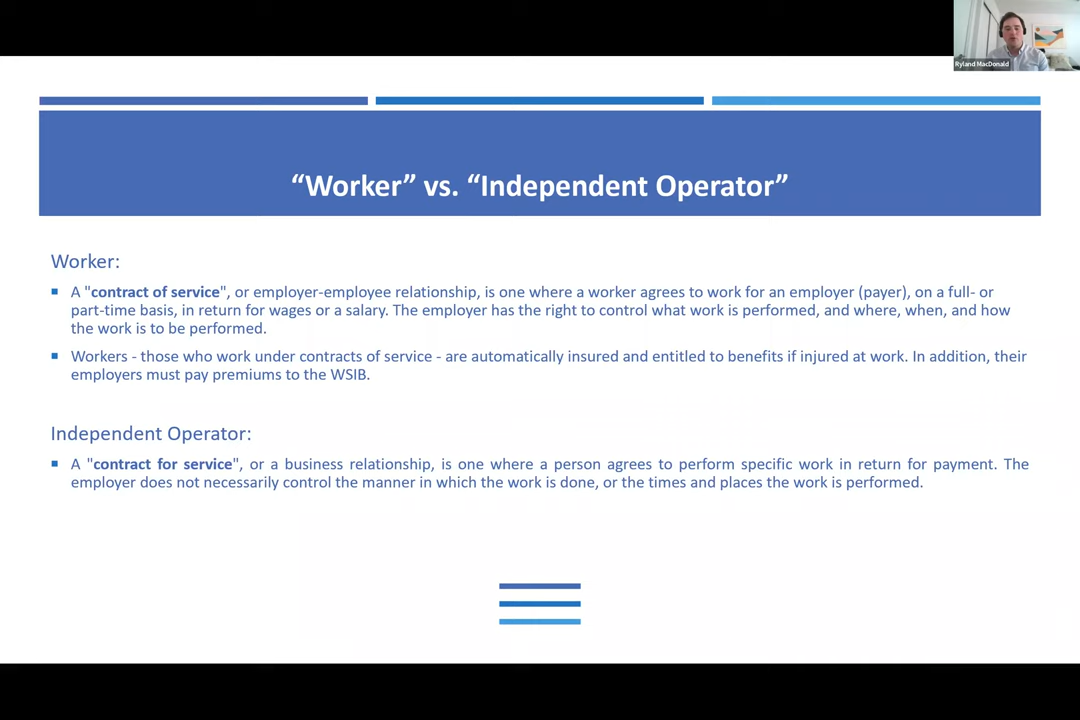 Ryland MacDonald
“Worker” vs. “Independent Operator”
Worker:
A "contract of service", or employer-employee relationship, is one where a worker agrees to work for an employer (payer), on a full- or
part-time basis, in return for wages or a salary. The employer has the right to control what work is performed, and where, when, and how
the work is to be performed.
Workers - those who work under contracts of service - are automatically insured and entitled to benefits if injured at work. In addition, their
employers must pay premiums to the WSIB.
Independent Operator:
A "contract for service", or a business relationship, is one where a person agrees to perform specific work in return for payment. The
employer does not necessarily control the manner in which the work is done, or the times and places the work is performed.